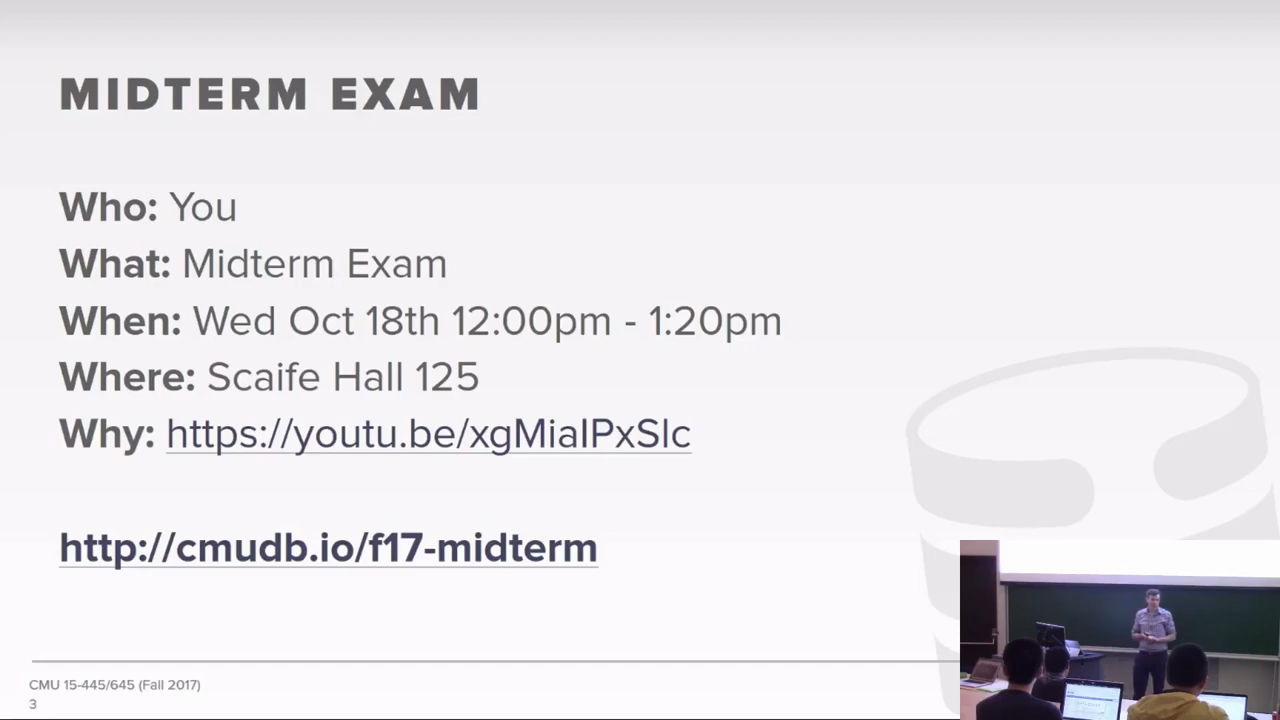 MIDTERM EXAM
Who: You
What: Midterm Exam
When: Wed Oct 18th 12:00pm - 1:20pm
Where: Scaife Hall 125
Why: https://youtu.be/xgMiaIPxSlc
http://cmudb.io/f17-midterm
CMU 15-445/645 (Fall 2017)
3